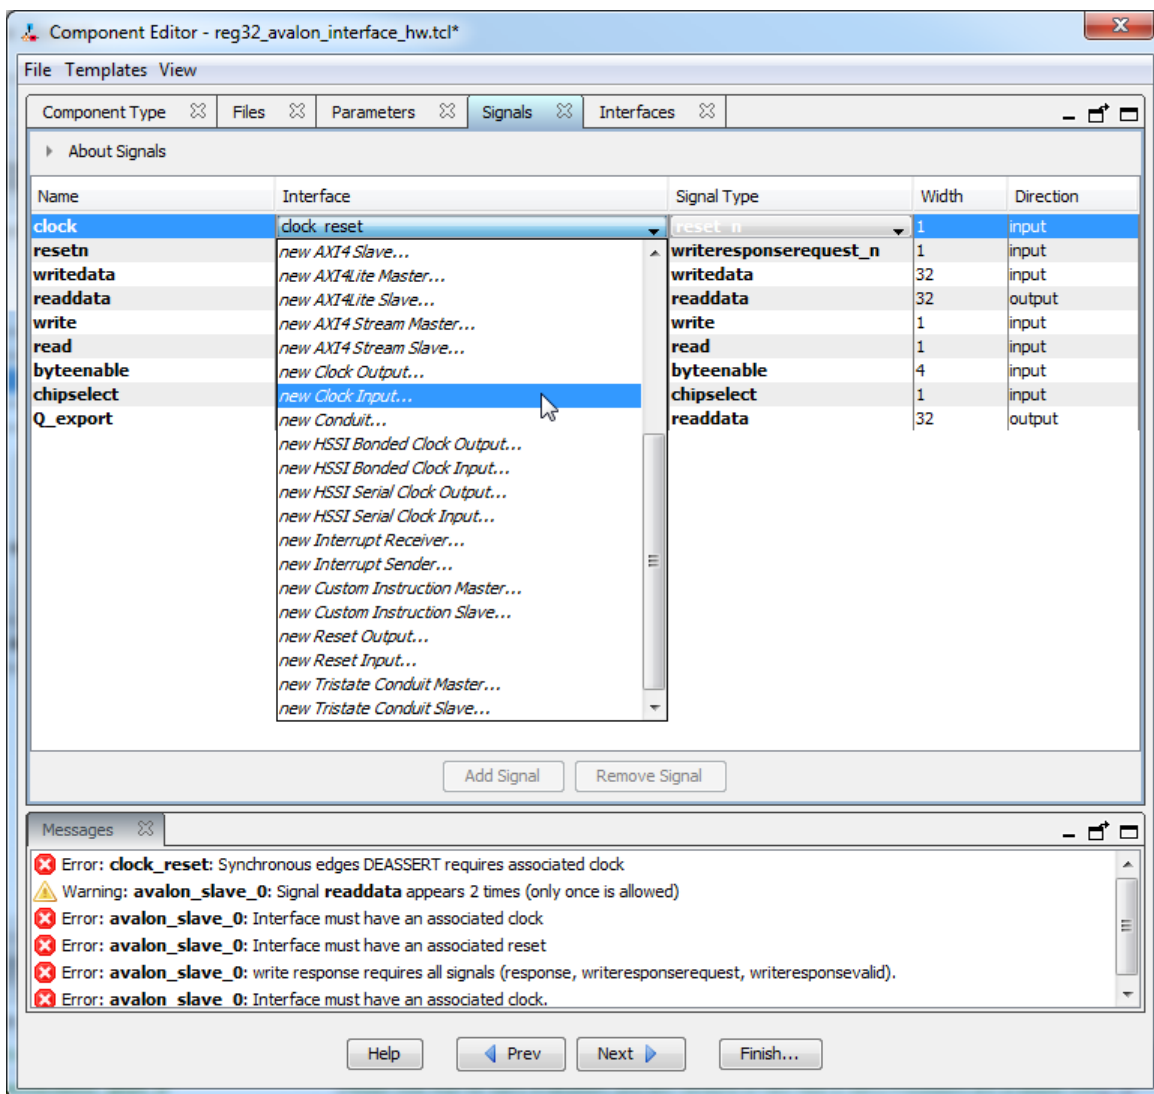 Component Editor - reg32_avalon_interface_hw.tcl*
File Templates View
Component Type Files Parameters Signals Interfaces
About Signals
Name Interface Signal Type Width Direction
clock clock_reset reset_n 1 input
resetn new AXI4 Slave... writeresponserequest_n 1 input
writedata new AXI4Lite Master... writedata 32 input
readdata new AXI4Lite Slave... readdata 32 output
write new AXI4 Stream Master... write 1 input
read new AXI4 Stream Slave... read 1 input
byteenable new Clock Output... byteenable 4 input
chipselect new Clock Input... chipselect 1 input
Q_export new Conduit... readdata 32 output
new HSSI Bonded Clock Output...
new HSSI Bonded Clock Input...
new HSSI Serial Clock Output...
new HSSI Serial Clock Input...
new Interrupt Receiver...
new Interrupt Sender...
new Custom Instruction Master...
new Custom Instruction Slave...
new Reset Output...
new Reset Input...
new Tristate Conduit Master...
new Tristate Conduit Slave...
Add Signal Remove Signal
Messages
Error: clock_reset: Synchronous edges DEASSERT requires associated clock
Warning: avalon_slave_0: Signal readdata appears 2 times (only once is allowed)
Error: avalon_slave_0: Interface must have an associated clock
Error: avalon_slave_0: Interface must have an associated reset
Error: avalon_slave_0: write response requires all signals (response, writeresponserequest, writeresponsevalid).
Error: avalon_slave_0: Interface must have an associated clock.
Help Prev Next Finish...